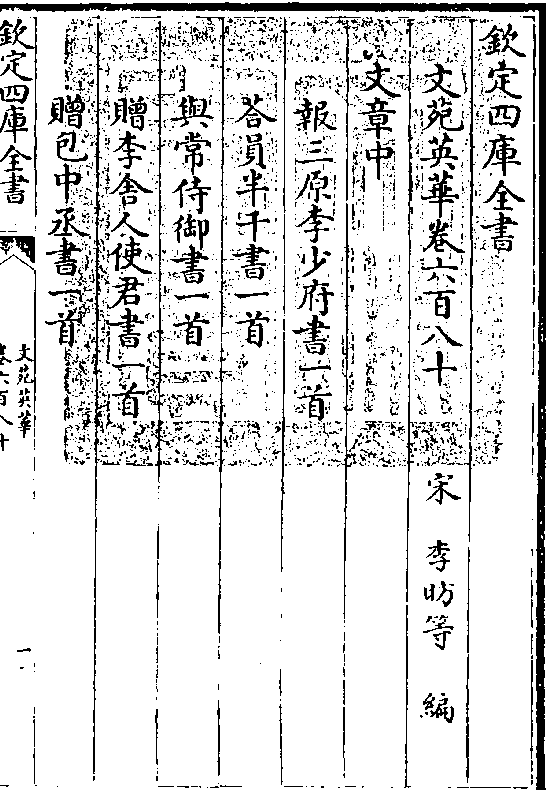 欽定四庫全書
文苑英華卷六百八十
宋　李昉等　編
文章中
報三原李少府書一首
答員半千書一首
與常侍御書一首
贈李舍人使君書一首
贈包中丞書一首
欽定四庫全書
文苑英華
卷六百八十
一